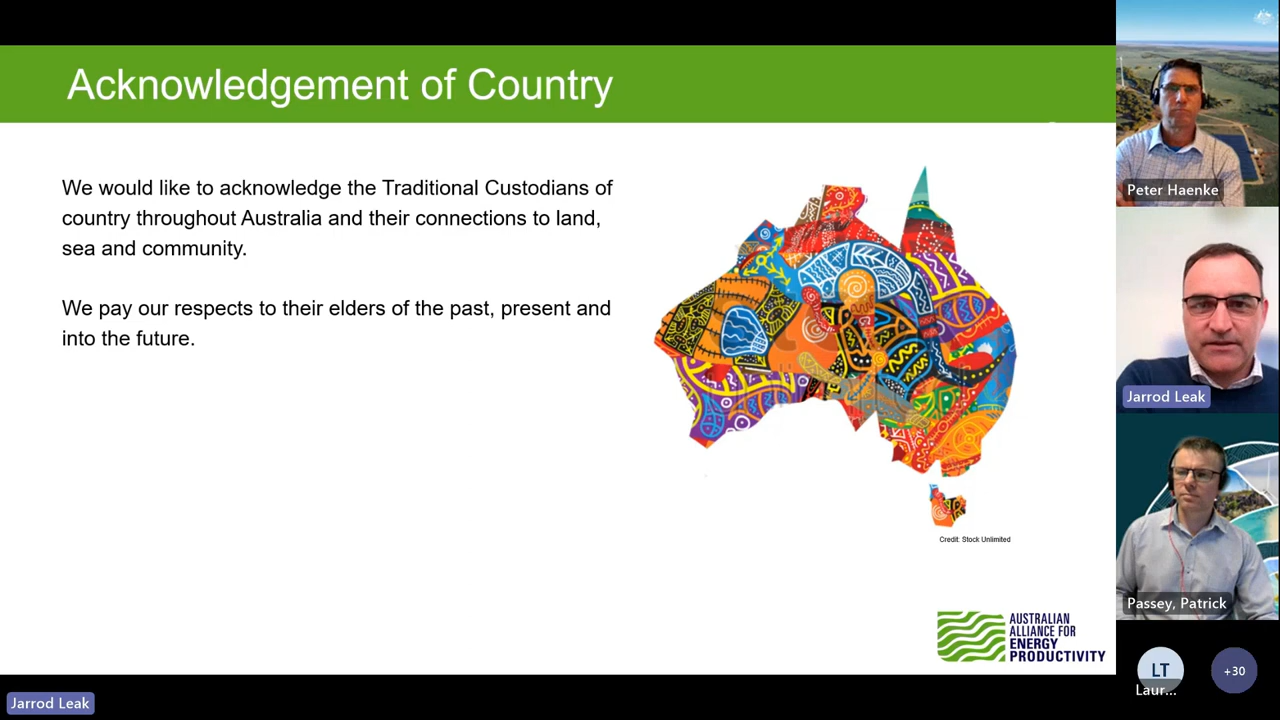 Acknowledgement of Country
We would like to acknowledge the Traditional Custodians of
country throughout Australia and their connections to land,
sea and community.
We pay our respects to their elders of the past, present and
into the future.
Credit: Stock Unlimited
AUSTRALIAN
ALLIANCE FOR
ENERGY
PRODUCTIVITY
Jarrod Leak
Peter Haenke
Jarrod Leak
Passey, Patrick
LT
Laur...
+30